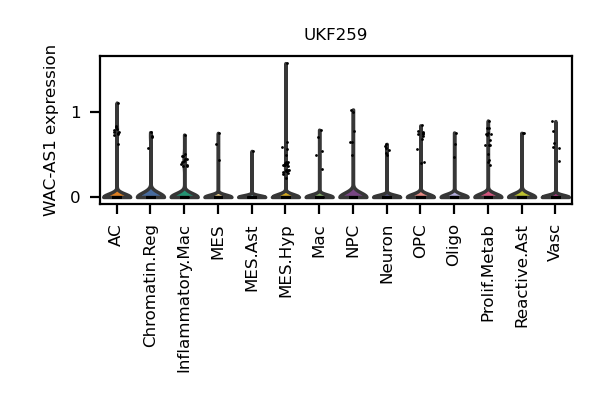 UKF259
WAC-AS1 expression
1
0
AC
Chromatin.Reg
Inflammatory.Mac
MES
MES.Ast
MES.Hyp
Mac
NPC
Neuron
OPC
Oligo
Prolif.Metab
Reactive.Ast
Vasc